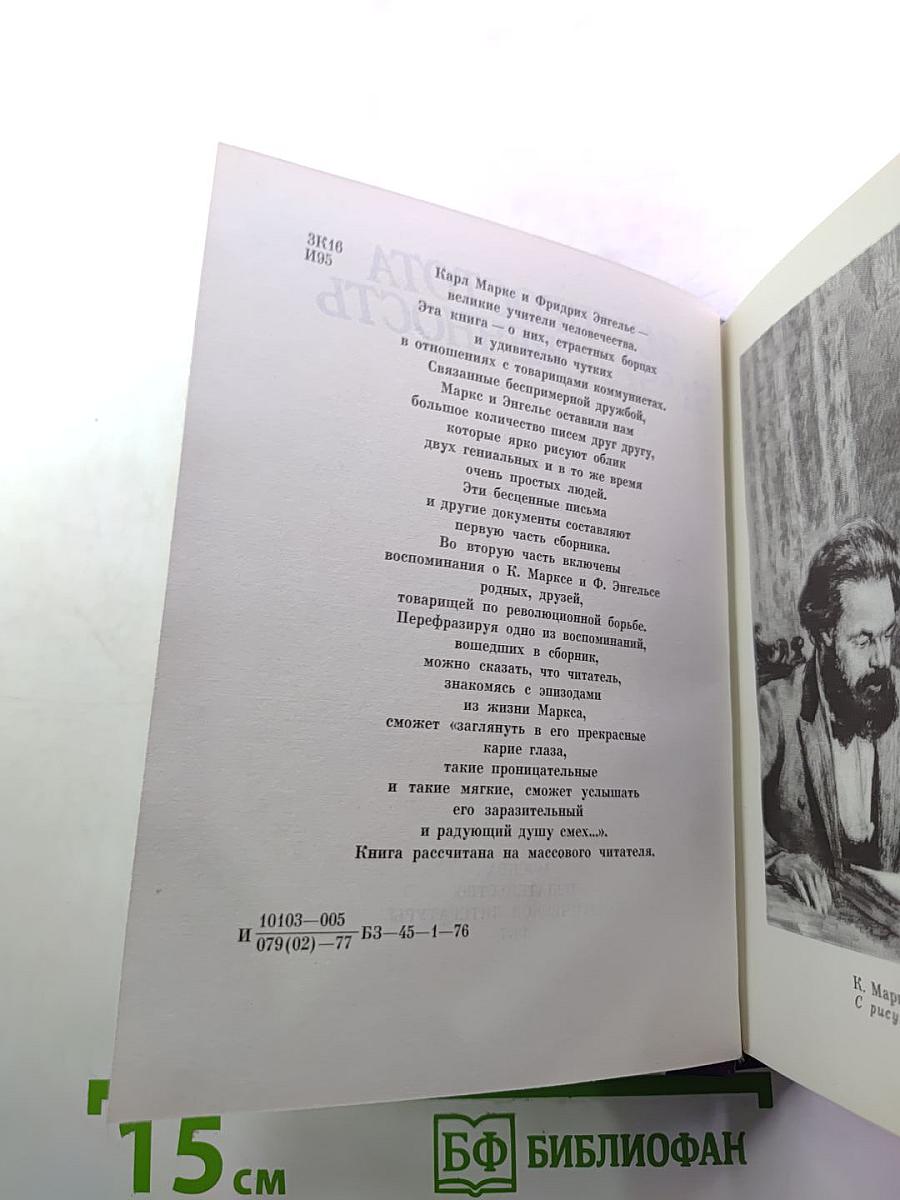 ЗК16
И95
Карл Маркс и Фридрих Энгельс —
великие учители человечества.
Эта книга — о них, страстных борцах
и удивительно чутких
в отношениях с товарищами коммунистах.
Связанные беспримерной дружбой,
Маркс и Энгельс оставили нам
большое количество писем друг другу,
которые ярко рисуют облик
двух гениальных и в то же время
очень простых людей.
Эти бесценные письма
и другие документы составляют
первую часть сборника.
Во вторую часть включены
воспоминания о К. Марксе и Ф. Энгельсе
родных, друзей,
товарищей по революционной борьбе.
Перефразируя одно из воспоминаний,
вошедших в сборник,
можно сказать, что читатель,
знакомясь с эпизодами
из жизни Маркса,
сможет «заглянуть в его прекрасные
карие глаза,
такие проницательные
и такие мягкие, сможет услышать
его заразительный
и радующий душу смех...».
Книга рассчитана на массового читателя.
И 10103—005
079(02)—77 БЗ—45—1—76
К. Мар
С рису
15 см
БФ БИБЛИОФАН